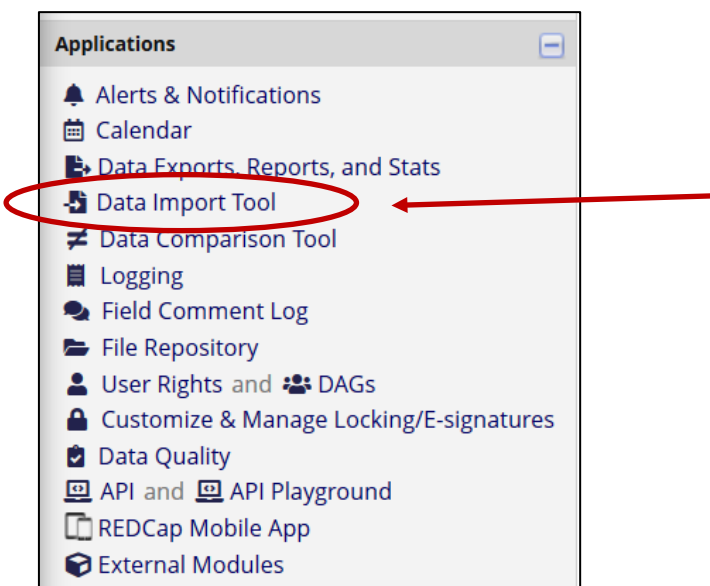 Applications
Alerts & Notifications
Calendar
Data Exports, Reports, and Stats
Data Import Tool
Data Comparison Tool
Logging
Field Comment Log
File Repository
User Rights and DAGs
Customize & Manage Locking/E-signatures
Data Quality
API and API Playground
REDCap Mobile App
External Modules